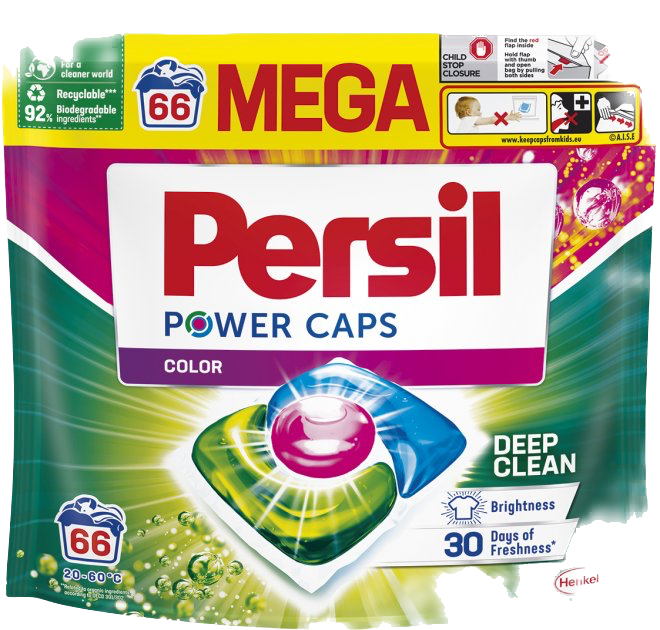 For a
cleaner world
Recyclable***
92% Biodegradable
ingredients**
66
MEGA
CHILD
STOP
CLOSURE
Find the red
flap inside
Hold flap
with thumb
and open
bag by pulling
both sides
www.keepcapsfromkids.eu
©A.I.S.E
Persil
POWER CAPS
COLOR
DEEP
CLEAN
Brightness
30 Days of
Freshness*
66
20-60°C
Henkel